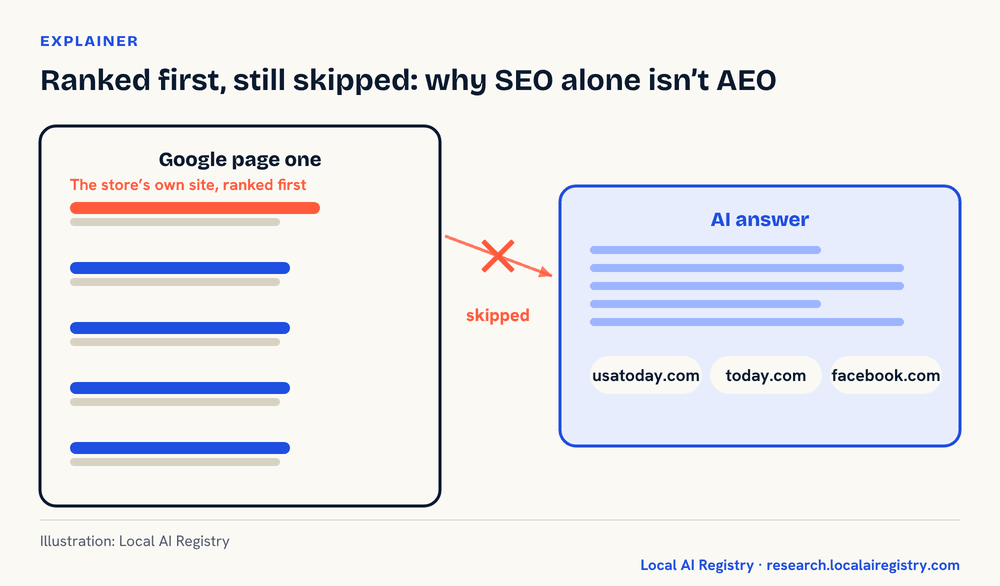 EXPLAINER
Ranked first, still skipped: why SEO alone isn’t AEO
Google page one
The store’s own site, ranked first
skipped
AI answer
usatoday.com
today.com
facebook.com
Illustration: Local AI Registry
Local AI Registry · research.localairegistry.com